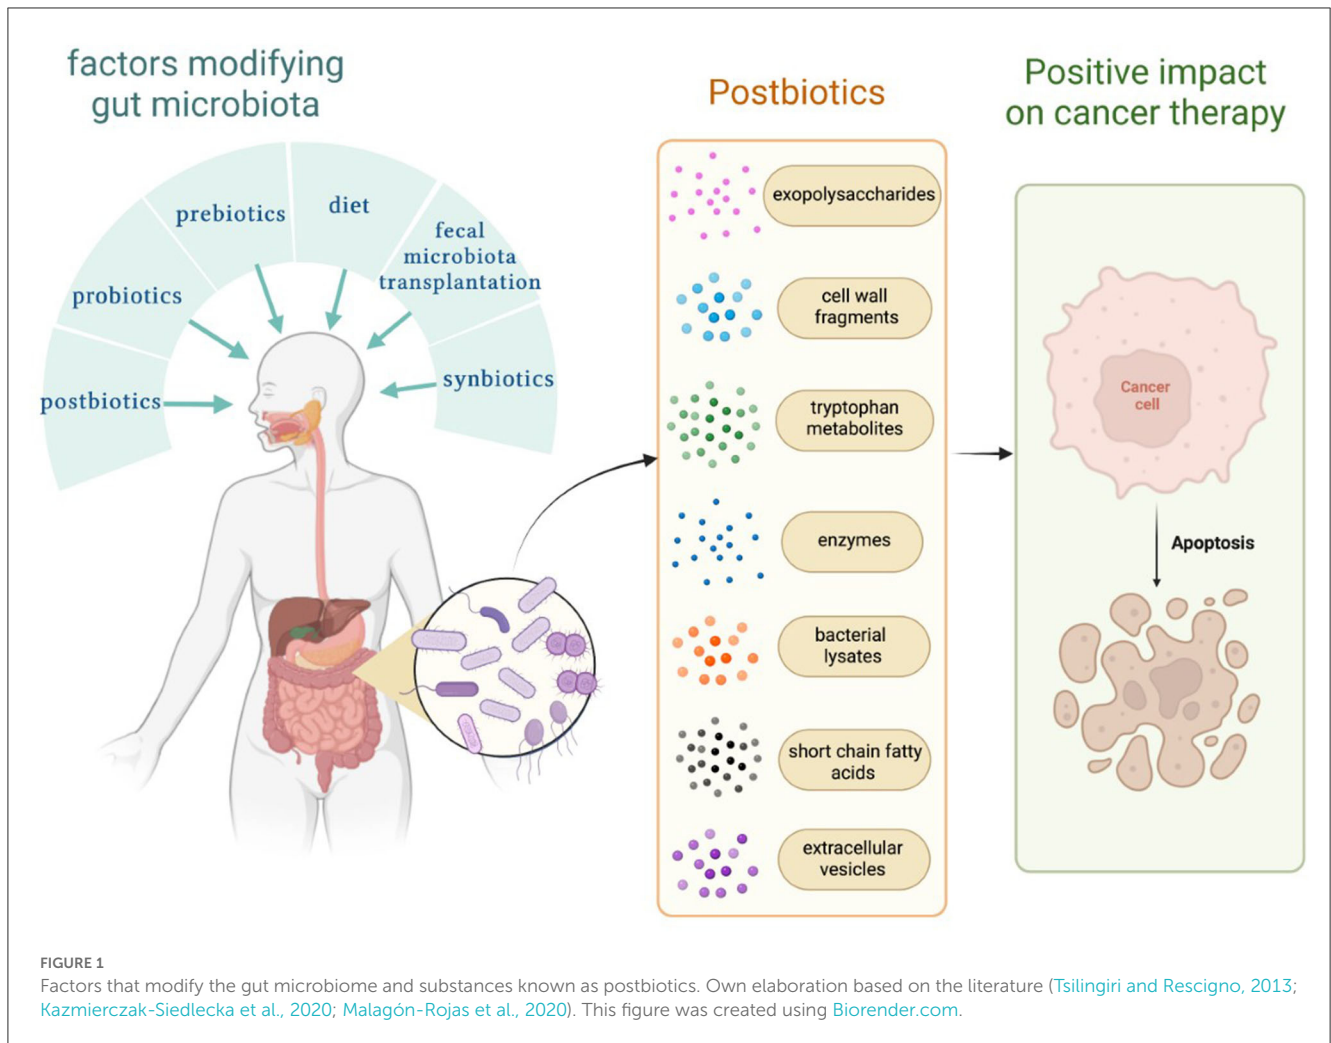 factors modifying
gut microbiota
postbiotics
probiotics
prebiotics
diet
fecal
microbiota
transplantation
synbiotics
Postbiotics
exopolysaccharides
cell wall
fragments
tryptophan
metabolites
enzymes
bacterial
lysates
short chain fatty
acids
extracellular
vesicles
Positive impact
on cancer therapy
Cancer
cell
Apoptosis
FIGURE 1
Factors that modify the gut microbiome and substances known as postbiotics. Own elaboration based on the literature (Tsilingiri and Rescigno, 2013;
Kazmierczak-Siedlecka et al., 2020; Malagón-Rojas et al., 2020). This figure was created using Biorender.com.